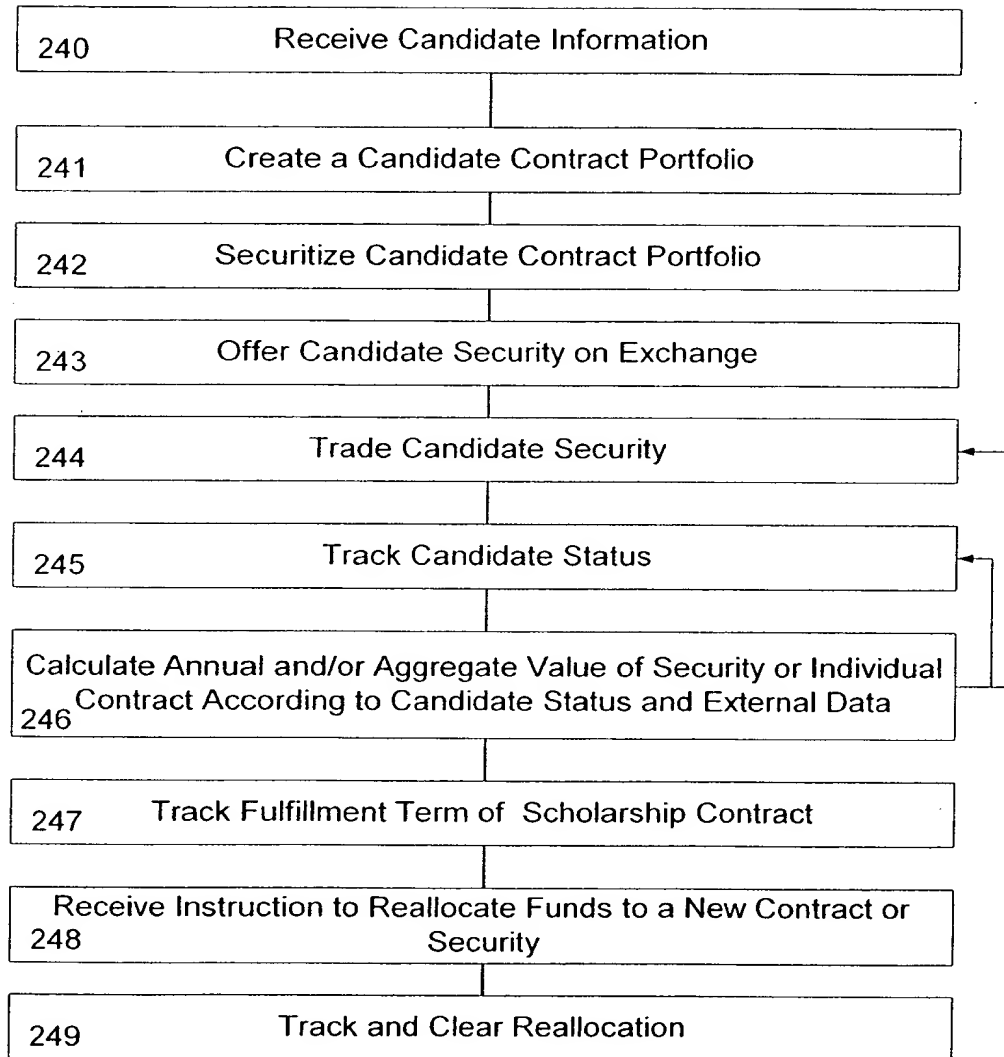 240 Receive Candidate Information
241 Create a Candidate Contract Portfolio
242 Securitize Candidate Contract Portfolio
243 Offer Candidate Security on Exchange
244 Trade Candidate Security
245 Track Candidate Status
Calculate Annual and/or Aggregate Value of Security or Individual
246 Contract According to Candidate Status and External Data
247 Track Fulfillment Term of Scholarship Contract
Receive Instruction to Reallocate Funds to a New Contract or
248 Security
249 Track and Clear Reallocation